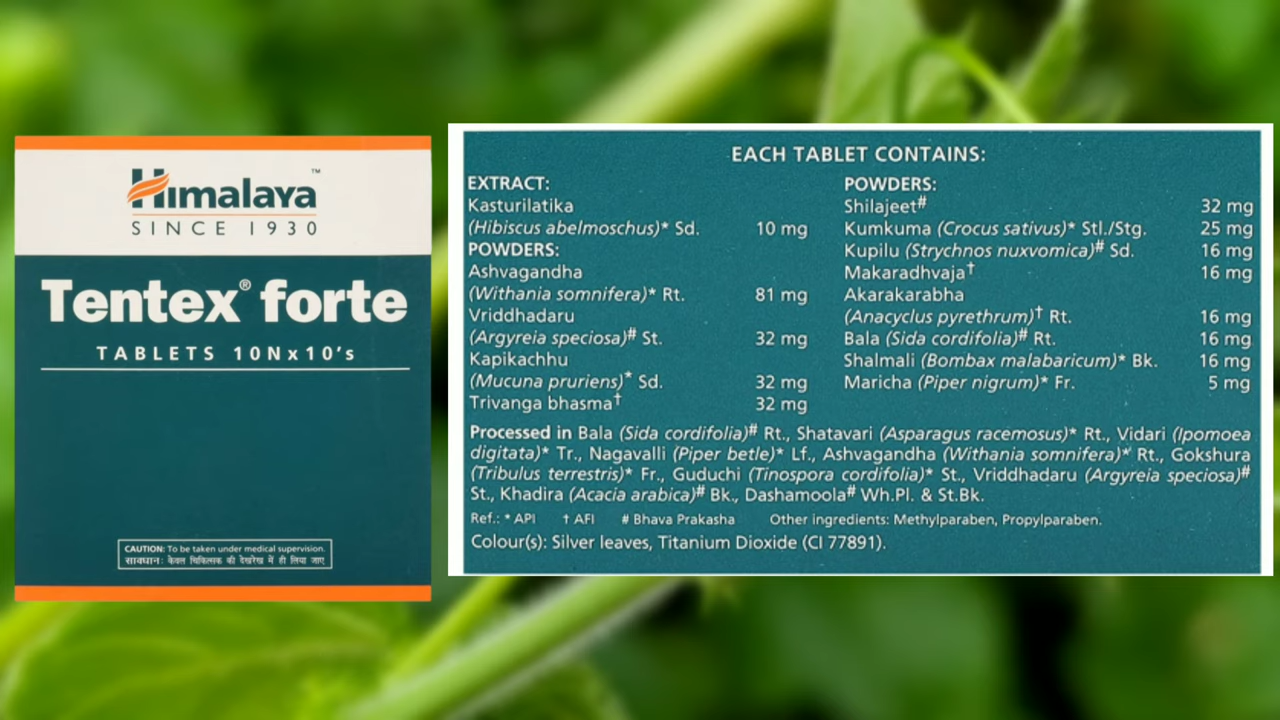 Himalaya™
SINCE 1930
Tentex® forte
TABLETS 10Nx10's
CAUTION: To be taken under medical supervision.
सावधान: केवल चिकित्सक की देखरेख में ही लिया जाए
EACH TABLET CONTAINS:
EXTRACT:
Kasturilatika
(Hibiscus abelmoschus)* Sd. 10 mg
POWDERS:
Ashvagandha
(Withania somnifera)* Rt. 81 mg
Vriddhadaru
(Argyreia speciosa)# St. 32 mg
Kapikachhu
(Mucuna pruriens)* Sd. 32 mg
Trivanga bhasma† 32 mg
POWDERS:
Shilajeet# 32 mg
Kumkuma (Crocus sativus)* Stl./Stg. 25 mg
Kupilu (Strychnos nuxvomica)# Sd. 16 mg
Makaradhvaja† 16 mg
Akarakarabha
(Anacyclus pyrethrum)† Rt. 16 mg
Bala (Sida cordifolia)# Rt. 16 mg
Shalmali (Bombax malabaricum)* Bk. 16 mg
Maricha (Piper nigrum)* Fr. 5 mg
Processed in Bala (Sida cordifolia)# Rt., Shatavari (Asparagus racemosus)* Rt., Vidari (Ipomoea
digitata)* Tr., Nagavalli (Piper betle)* Lf., Ashvagandha (Withania somnifera)* Rt., Gokshura
(Tribulus terrestris)* Fr., Guduchi (Tinospora cordifolia)* St., Vriddhadaru (Argyreia speciosa)#
St., Khadira (Acacia arabica)# Bk., Dashamoola# Wh.Pl. & St.Bk.
Ref.: * API † AFI # Bhava Prakasha Other ingredients: Methylparaben, Propylparaben.
Colour(s): Silver leaves, Titanium Dioxide (CI 77891).